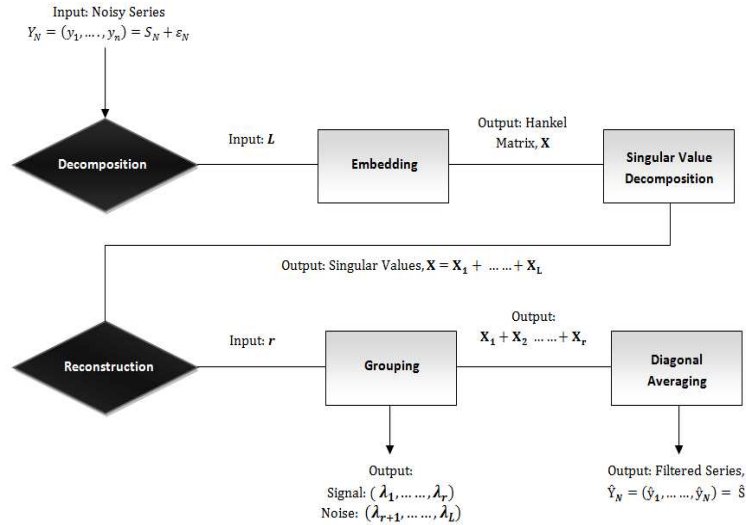 Input: Noisy Series
Y_N = (y_1, …., y_n) = S_N + ε_N
Decomposition
Input: L
Embedding
Output: Hankel
Matrix, X
Singular Value
Decomposition
Output: Singular Values, X = X_1 + … … + X_L
Reconstruction
Input: r
Grouping
Output:
X_1 + X_2 … … + X_r
Diagonal
Averaging
Output:
Signal: (λ_1, … … , λ_r)
Noise: (λ_{r+1}, … … , λ_L)
Output: Filtered Series,
Ŷ_N = (ŷ_1, … … , ŷ_N) = Ŝ